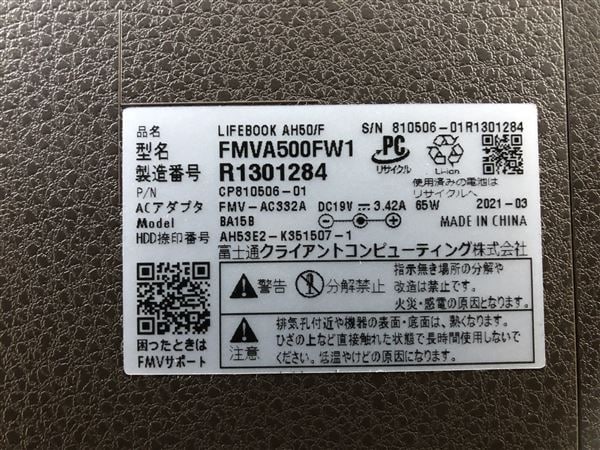 品名 LIFEBOOK AH50/F S/N 810506-01R1301284
型名 FMVA500FW1
製造番号 R1301284
PC
リサイクル
Li-ion
使用済みの電池は
リサイクルへ
P/N CP810506-01
ACアダプタ FMV-AC332A DC19V 3.42A 65W 2021-03
Model BA15B MADE IN CHINA
HDD捺印番号 AH53E2-K351507-1
富士通クライアントコンピューティング株式会社
警告 分解禁止
指示無き場所の分解や
改造は禁止です。
火災・感電の原因となります。
排気孔付近や機器の表面・底面は、熱くなります。
ひざの上など直接触れた状態で長時間使用しないで
ください。低温やけどの原因になります。
困ったときは
FMVサポート